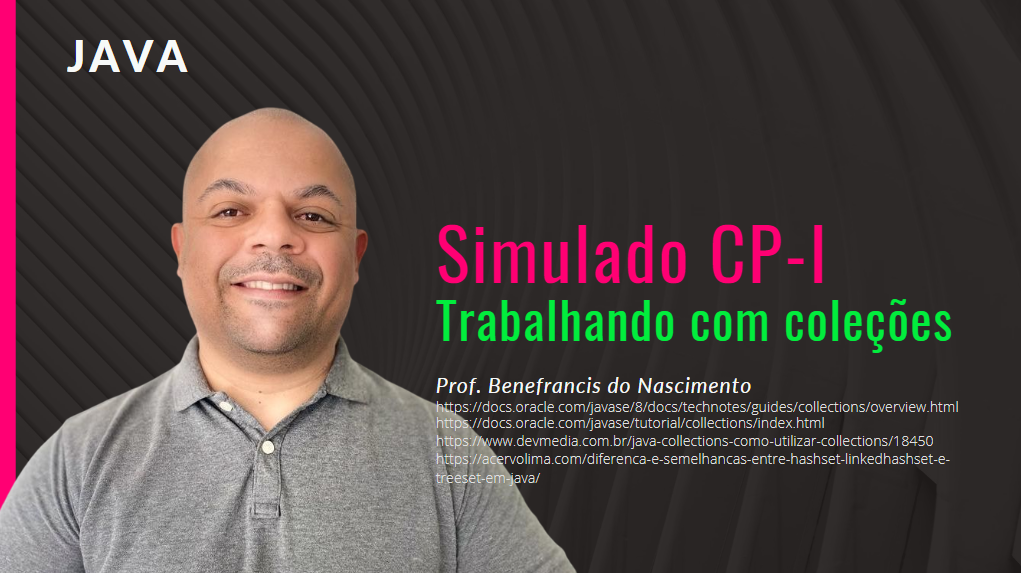 JAVA
Simulado CP-I
Trabalhando com coleções
Prof. Benefrancis do Nascimento
https://docs.oracle.com/javase/8/docs/technotes/guides/collections/overview.html
https://docs.oracle.com/javase/tutorial/collections/index.html
https://www.devmedia.com.br/java-collections-como-utilizar-collections/18450
https://acervolima.com/diferenca-e-semelhancas-entre-hashset-linkedhashset-e-
treeset-em-java/